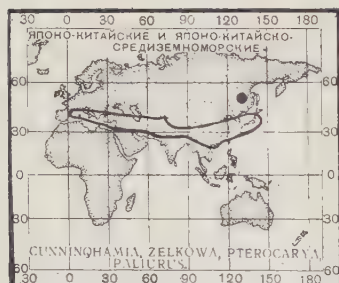 30 0 30 60 90 120 150 180
ЯПОНО-КИТАЙСКИЕ И ЯПОНО-КИТАЙСКО-
СРЕДИЗЕМНОМОРСКИЕ
60 60
30 30
0 0
30 30
CUNNINGHAMIA, ZELKOWA, PTEROCARYA,
PALIURUS.
60 60
30 0 30 60 90 120 150 180